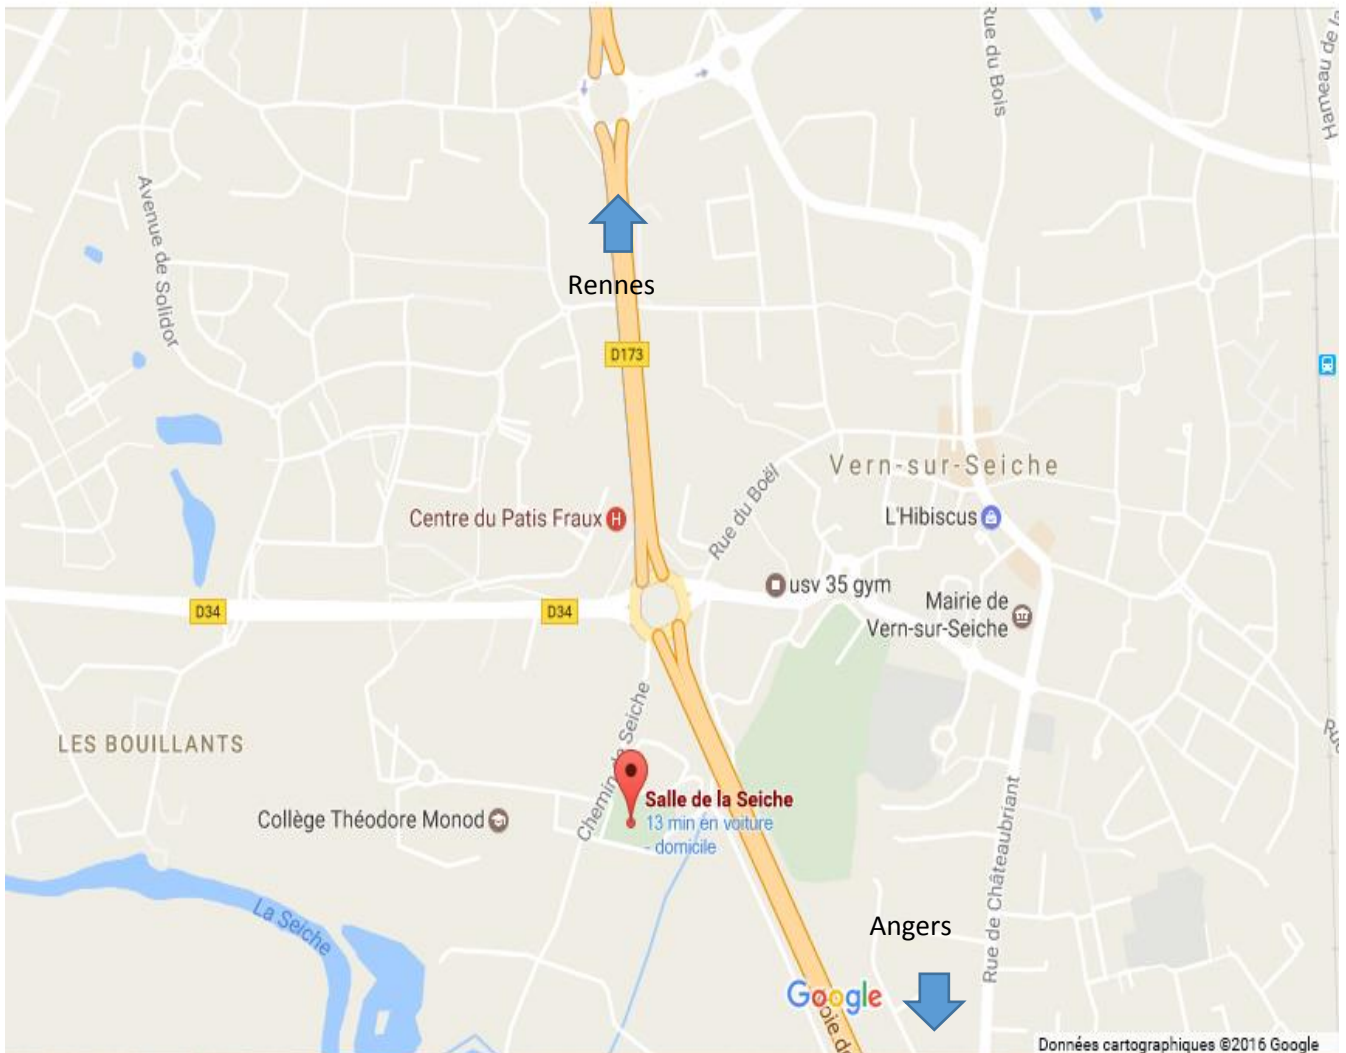 Rue du Bois
Hameau de la
Avenue de Solidor
Rennes
D173
Vern-sur-Seiche
Rue du Boël
Centre du Patis Fraux
H
L'Hibiscus
usv 35 gym
Mairie de
Vern-sur-Seiche
D34
D34
Chemin de Seiche
LES BOUILLANTS
Salle de la Seiche
13 min en voiture
- domicile
Collège Théodore Monod
Rue de Châteaubriant
La Seiche
Angers
Google
Données cartographiques ©2016 Google